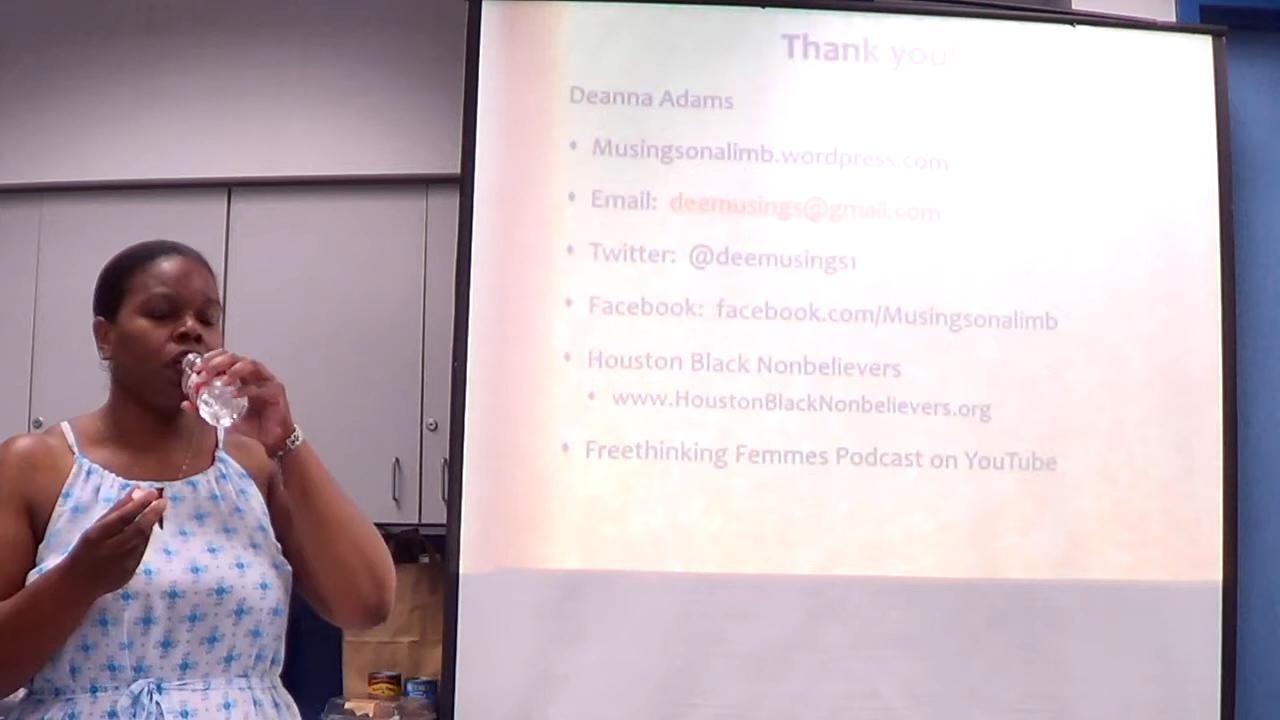 Thank you!
Deanna Adams
• Musingsonalimb.wordpress.com
• Email: deemusings@gmail.com
• Twitter: @deemusings1
• Facebook: facebook.com/Musingsonalimb
• Houston Black Nonbelievers
• www.HoustonBlackNonbelievers.org
• Freethinking Femmes Podcast on YouTube